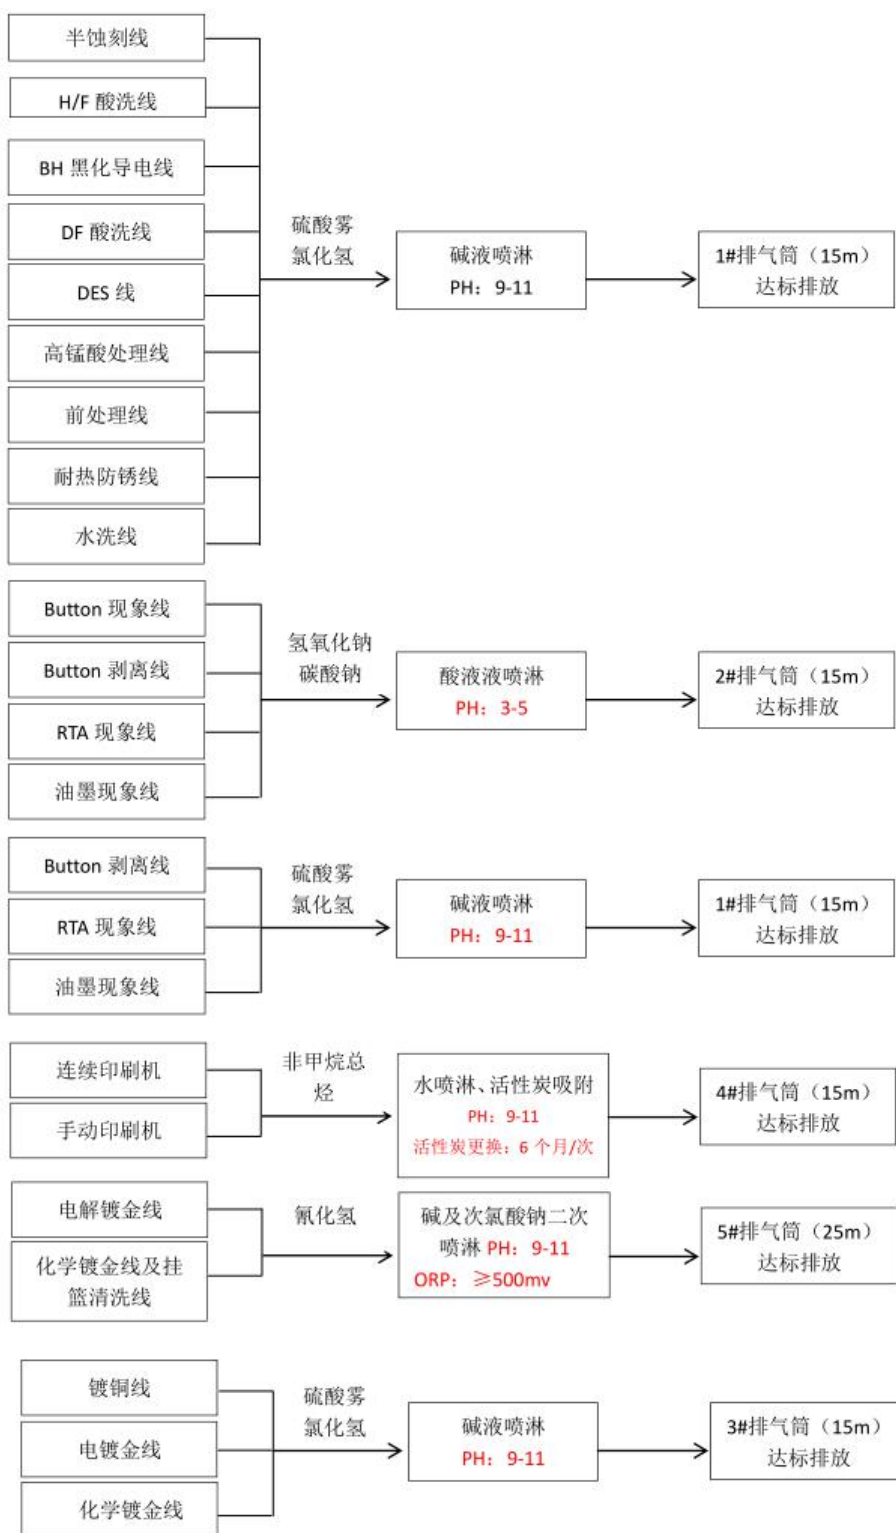 半蚀刻线
H/F 酸洗线
BH 黑化导电线
DF 酸洗线
DES 线
高锰酸处理线
前处理线
耐热防锈线
水洗线
硫酸雾
氯化氢
碱液喷淋
PH：9-11
1#排气筒（15m）
达标排放
Button 现象线
Button 剥离线
RTA 现象线
油墨现象线
氢氧化钠
碳酸钠
酸液液喷淋
PH：3-5
2#排气筒（15m）
达标排放
Button 剥离线
RTA 现象线
油墨现象线
硫酸雾
氯化氢
碱液喷淋
PH：9-11
1#排气筒（15m）
达标排放
连续印刷机
手动印刷机
非甲烷总
烃
水喷淋、活性炭吸附
PH：9-11
活性炭更换：6 个月/次
4#排气筒（15m）
达标排放
电解镀金线
化学镀金线及挂
篮清洗线
氰化氢
碱及次氯酸钠二次
喷淋 PH：9-11
ORP：≥500mv
5#排气筒（25m）
达标排放
镀铜线
电镀金线
化学镀金线
硫酸雾
氯化氢
碱液喷淋
PH：9-11
3#排气筒（15m）
达标排放